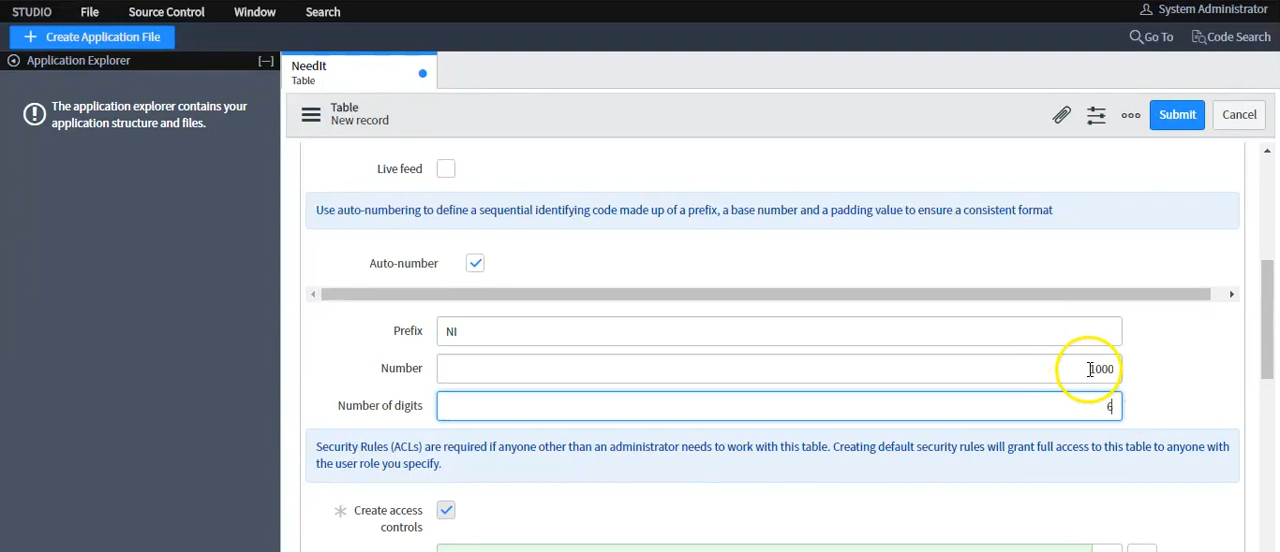 STUDIO File Source Control Window Search System Administrator
+ Create Application File Go To Code Search
Application Explorer [—]
The application explorer contains your
application structure and files.
NeedIt
Table
Table
New record
Submit Cancel
Live feed
Use auto-numbering to define a sequential identifying code made up of a prefix, a base number and a padding value to ensure a consistent format
Auto-number
Prefix NI
Number 1000
Number of digits 6
Security Rules (ACLs) are required if anyone other than an administrator needs to work with this table. Creating default security rules will grant full access to this table to anyone with
the user role you specify.
Create access
controls